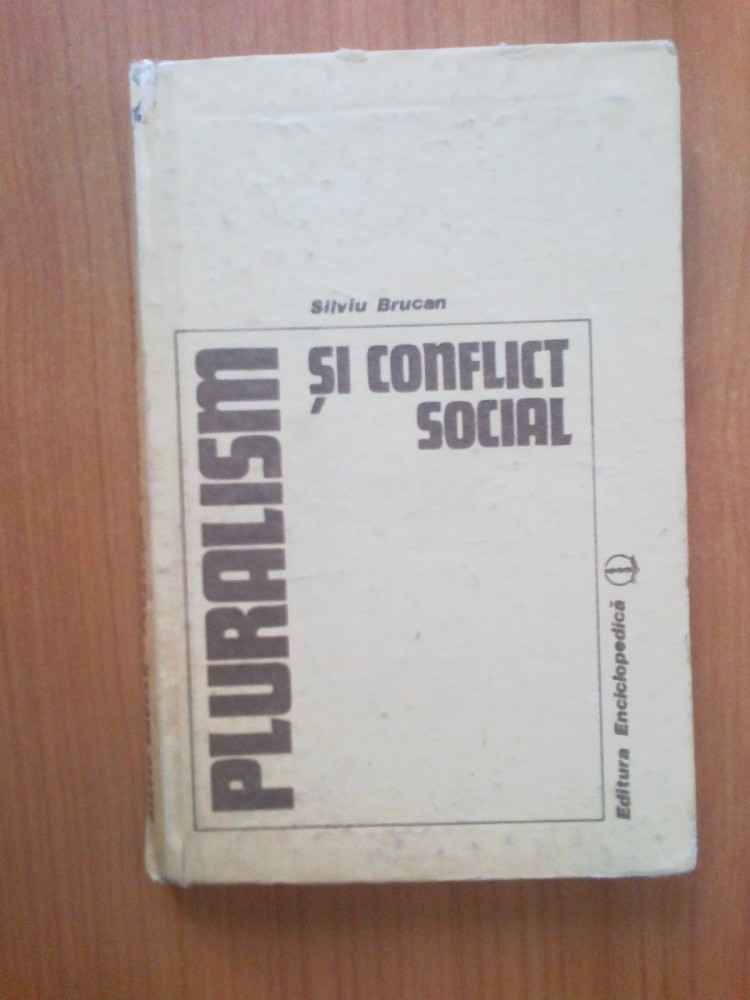 Silviu Brucan
PLURALISM
ȘI CONFLICT
SOCIAL
Editura Enciclopedică